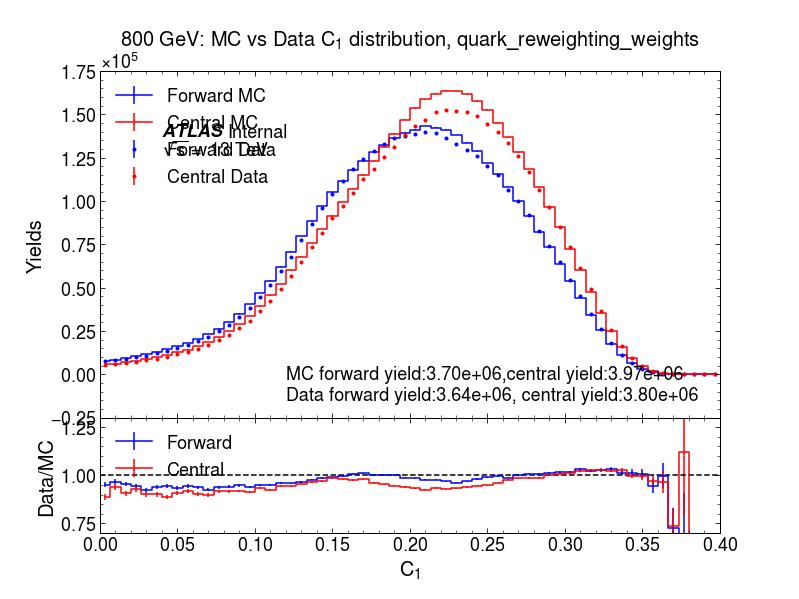 800 GeV: MC vs Data C₁ distribution, quark_reweighting_weights
×10⁵
1.75
1.50
1.25
1.00
0.75
0.50
0.25
0.00
−0.25
Yields
Forward MC
Central MC
ATLAS Internal
√s = 13 TeV
Forward Data
Central Data
MC forward yield:3.70e+06,central yield:3.97e+06
Data forward yield:3.64e+06, central yield:3.80e+06
1.25
1.00
0.75
Data/MC
Forward
Central
0.00 0.05 0.10 0.15 0.20 0.25 0.30 0.35 0.40
C₁